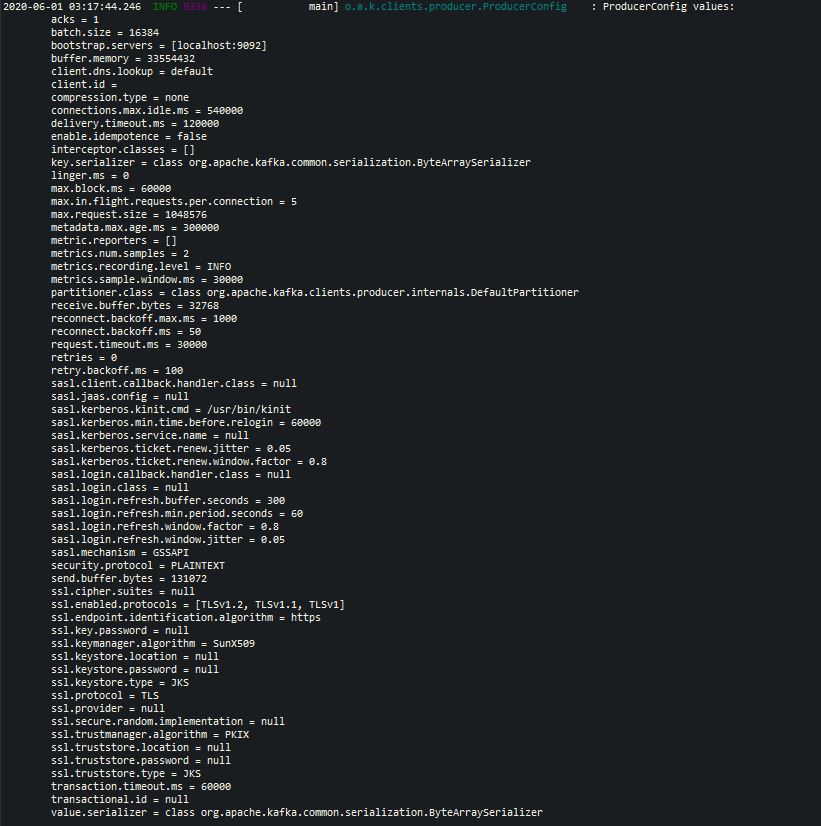 2020-06-01 03:17:44.246 INFO 9336 --- [ main] o.a.k.clients.producer.ProducerConfig : ProducerConfig values:
acks = 1
batch.size = 16384
bootstrap.servers = [localhost:9092]
buffer.memory = 33554432
client.dns.lookup = default
client.id =
compression.type = none
connections.max.idle.ms = 540000
delivery.timeout.ms = 120000
enable.idempotence = false
interceptor.classes = []
key.serializer = class org.apache.kafka.common.serialization.ByteArraySerializer
linger.ms = 0
max.block.ms = 60000
max.in.flight.requests.per.connection = 5
max.request.size = 1048576
metadata.max.age.ms = 300000
metric.reporters = []
metrics.num.samples = 2
metrics.recording.level = INFO
metrics.sample.window.ms = 30000
partitioner.class = class org.apache.kafka.clients.producer.internals.DefaultPartitioner
receive.buffer.bytes = 32768
reconnect.backoff.max.ms = 1000
reconnect.backoff.ms = 50
request.timeout.ms = 30000
retries = 0
retry.backoff.ms = 100
sasl.client.callback.handler.class = null
sasl.jaas.config = null
sasl.kerberos.kinit.cmd = /usr/bin/kinit
sasl.kerberos.min.time.before.relogin = 60000
sasl.kerberos.service.name = null
sasl.kerberos.ticket.renew.jitter = 0.05
sasl.kerberos.ticket.renew.window.factor = 0.8
sasl.login.callback.handler.class = null
sasl.login.class = null
sasl.login.refresh.buffer.seconds = 300
sasl.login.refresh.min.period.seconds = 60
sasl.login.refresh.window.factor = 0.8
sasl.login.refresh.window.jitter = 0.05
sasl.mechanism = GSSAPI
security.protocol = PLAINTEXT
send.buffer.bytes = 131072
ssl.cipher.suites = null
ssl.enabled.protocols = [TLSv1.2, TLSv1.1, TLSv1]
ssl.endpoint.identification.algorithm = https
ssl.key.password = null
ssl.keymanager.algorithm = SunX509
ssl.keystore.location = null
ssl.keystore.password = null
ssl.keystore.type = JKS
ssl.protocol = TLS
ssl.provider = null
ssl.secure.random.implementation = null
ssl.trustmanager.algorithm = PKIX
ssl.truststore.location = null
ssl.truststore.password = null
ssl.truststore.type = JKS
transaction.timeout.ms = 60000
transactional.id = null
value.serializer = class org.apache.kafka.common.serialization.ByteArraySerializer